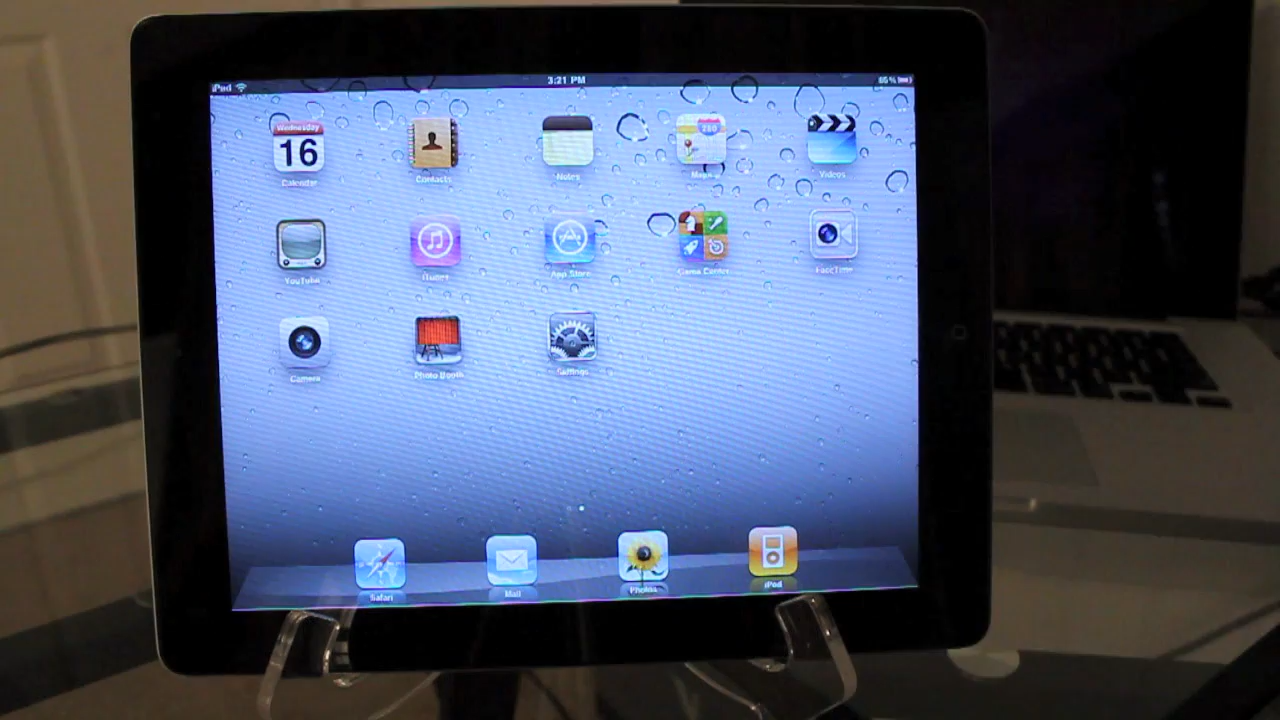 iPad 3:21 PM 85%
Wednesday
16 280
Calendar Contacts Notes Maps Videos
YouTube iTunes App Store Game Center FaceTime
Camera Photo Booth Settings
Safari Mail Photos iPod